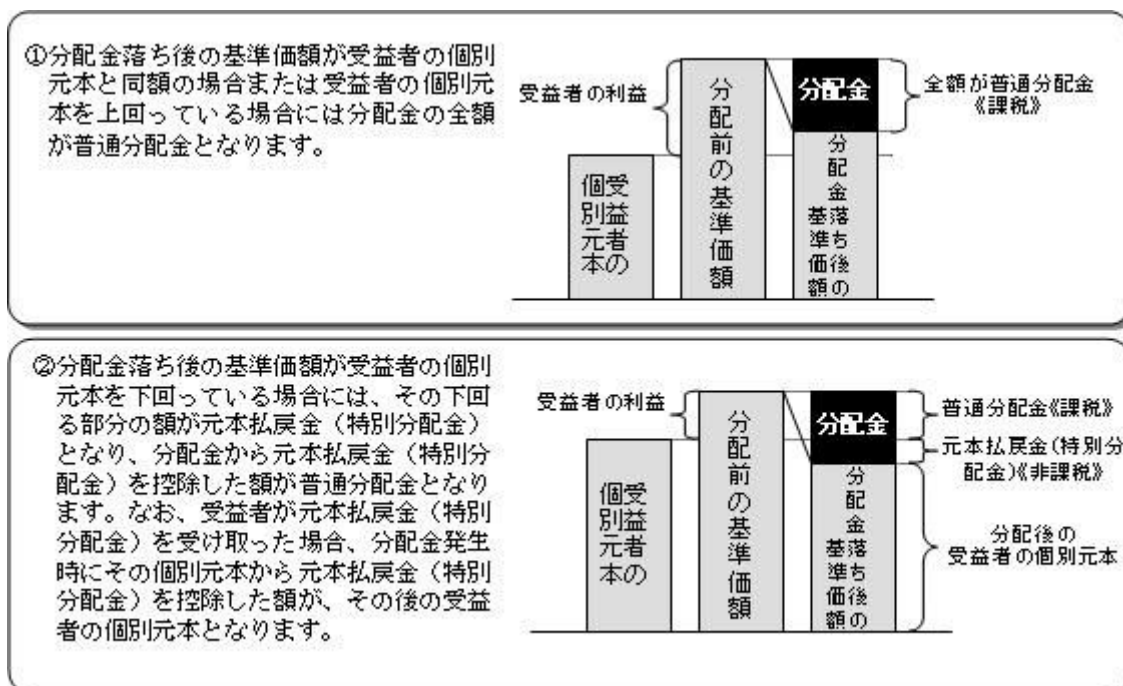 ①分配金落ち後の基準価額が受益者の個別
元本と同額の場合または受益者の個別元
本を上回っている場合には分配金の全額
が普通分配金となります。
受益者の利益
受益者の
個別元本
分配前の基準価額
分配金
分配金落ち後の
基準価額
全額が普通分配金
《課税》
②分配金落ち後の基準価額が受益者の個別
元本を下回っている場合には、その下回
る部分の額が元本払戻金（特別分配金）
となり、分配金から元本払戻金（特別分
配金）を控除した額が普通分配金となり
ます。なお、受益者が元本払戻金（特別
分配金）を受け取った場合、分配金発生
時にその個別元本から元本払戻金（特別
分配金）を控除した額が、その後の受益
者の個別元本となります。
受益者の利益
受益者の
個別元本
分配前の基準価額
分配金
分配金落ち後の
基準価額
普通分配金《課税》
元本払戻金(特別分
配金)《非課税》
分配後の
受益者の個別元本